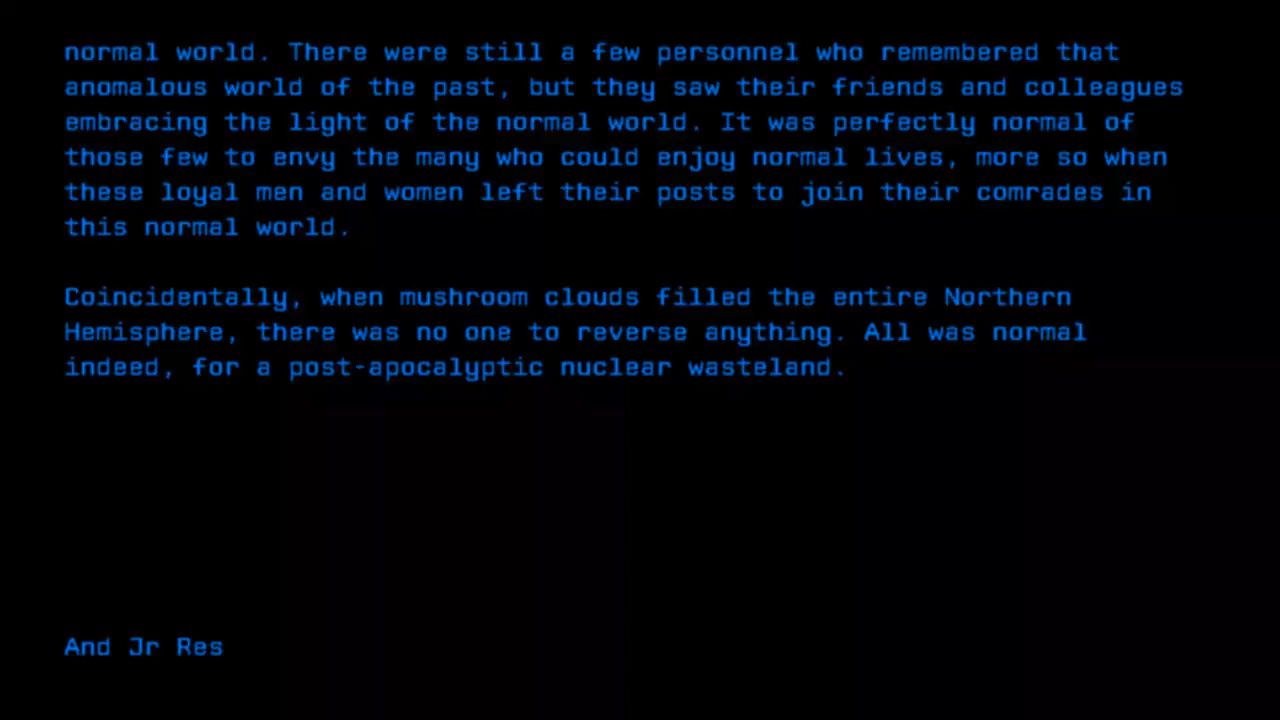 normal world. There were still a few personnel who remembered that
anomalous world of the past, but they saw their friends and colleagues
embracing the light of the normal world. It was perfectly normal of
those few to envy the many who could enjoy normal lives, more so when
these loyal men and women left their posts to join their comrades in
this normal world.
Coincidentally, when mushroom clouds filled the entire Northern
Hemisphere, there was no one to reverse anything. All was normal
indeed, for a post-apocalyptic nuclear wasteland.
And Jr Res